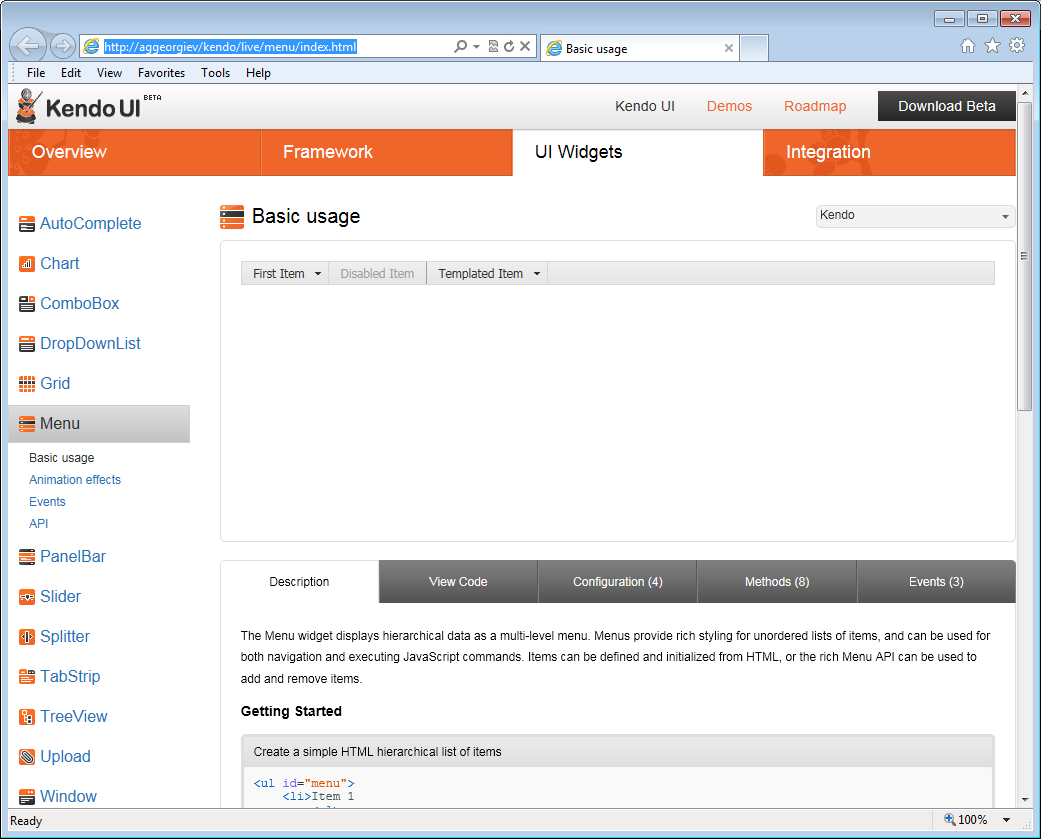 http://aggeorgiev/kendo/live/menu/index.html
Basic usage
File Edit View Favorites Tools Help
Kendo UI BETA
Kendo UI Demos Roadmap Download Beta
Overview Framework UI Widgets Integration
AutoComplete
Chart
ComboBox
DropDownList
Grid
Menu
Basic usage
Animation effects
Events
API
PanelBar
Slider
Splitter
TabStrip
TreeView
Upload
Window
Basic usage
Kendo
First Item Disabled Item Templated Item
Description View Code Configuration (4) Methods (8) Events (3)
The Menu widget displays hierarchical data as a multi-level menu. Menus provide rich styling for unordered lists of items, and can be used for
both navigation and executing JavaScript commands. Items can be defined and initialized from HTML, or the rich Menu API can be used to
add and remove items.
Getting Started
Create a simple HTML hierarchical list of items
<ul id="menu">
<li>Item 1
Ready
100%